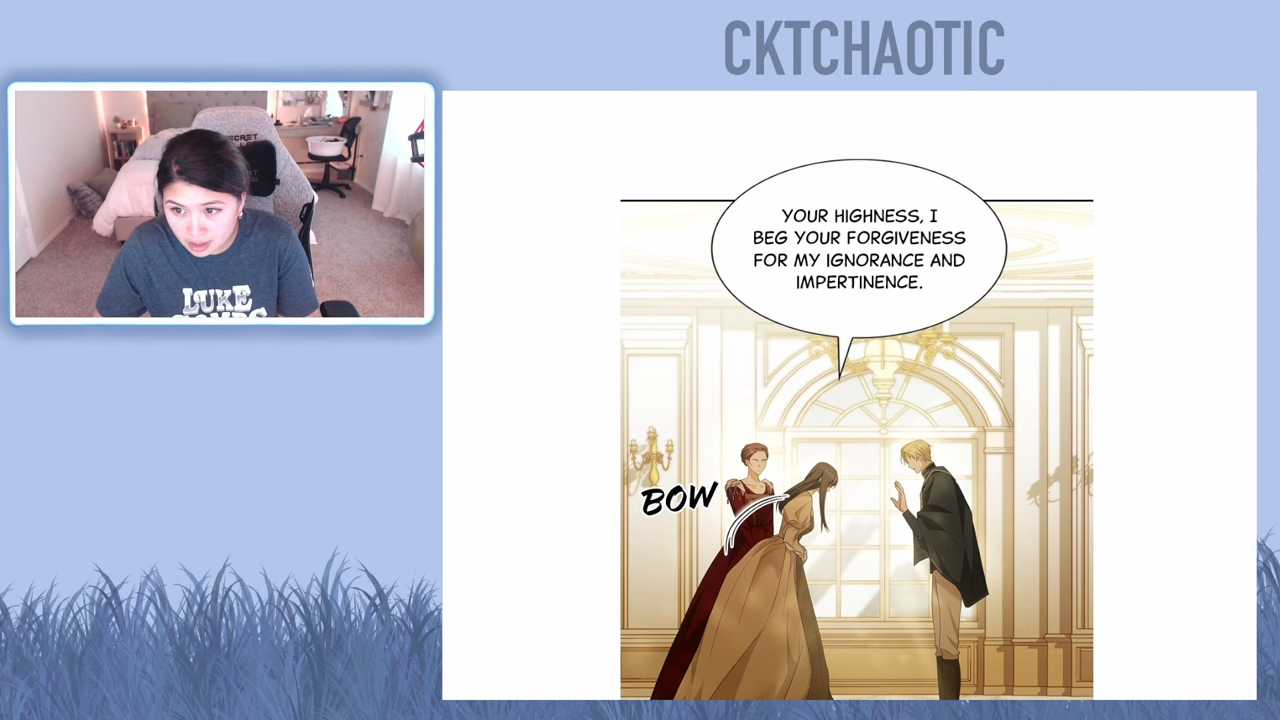 CKTCHAOTIC
YOUR HIGHNESS, I
BEG YOUR FORGIVENESS
FOR MY IGNORANCE AND
IMPERTINENCE.
BOW
LUKE